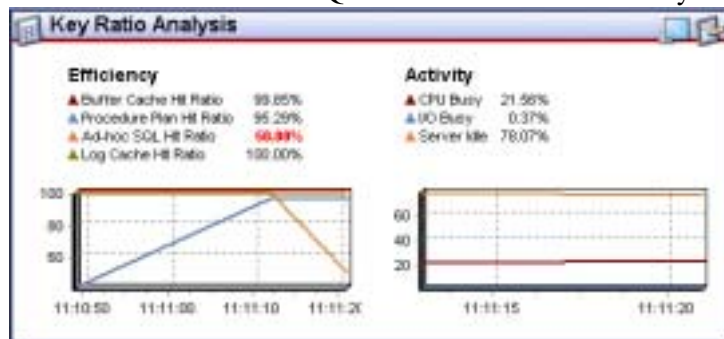 Key Ratio Analysis
Efficiency
Buffer Cache Hit Ratio 99.85%
Procedure Plan Hit Ratio 95.29%
Ad-hoc SQL Hit Ratio
Log Cache Hit Ratio 100.00%
100
80
60
11:10:50 11:11:00 11:11:10 11:11:20
Activity
CPU Busy 21.56%
I/O Busy 0.37%
Server Idle 78.07%
60
40
20
11:11:15 11:11:20